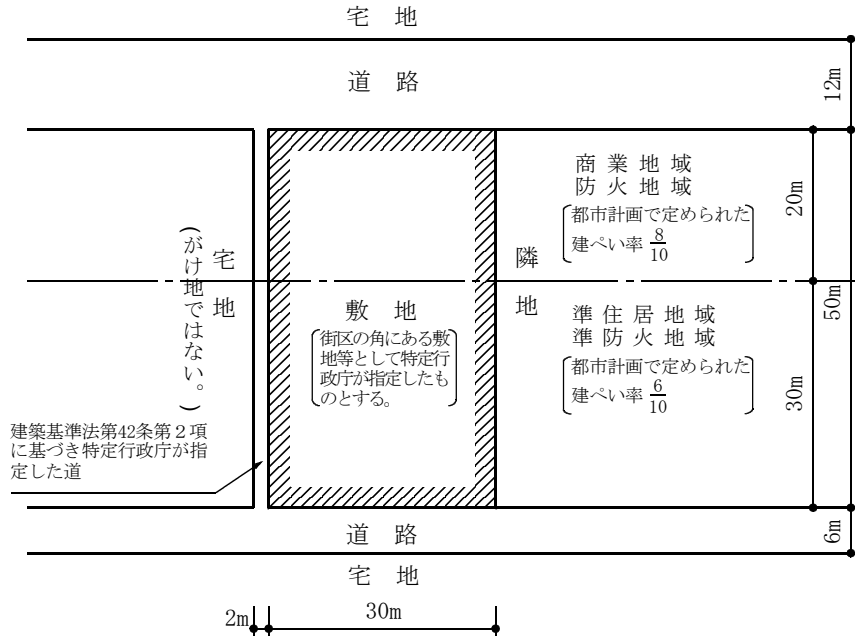 宅 地
道 路
12m
商 業 地 域
防 火 地 域
都市計画で定められた
建ぺい率 8/10
20m
宅 地
(がけ地ではない。)
隣 地
50m
敷 地
街区の角にある敷
地等として特定行
政庁が指定したも
のとする。
準 住 居 地 域
準 防 火 地 域
都市計画で定められた
建ぺい率 6/10
30m
建築基準法第42条第2項
に基づき特定行政庁が指
定した道
道 路
6m
宅 地
2m
30m